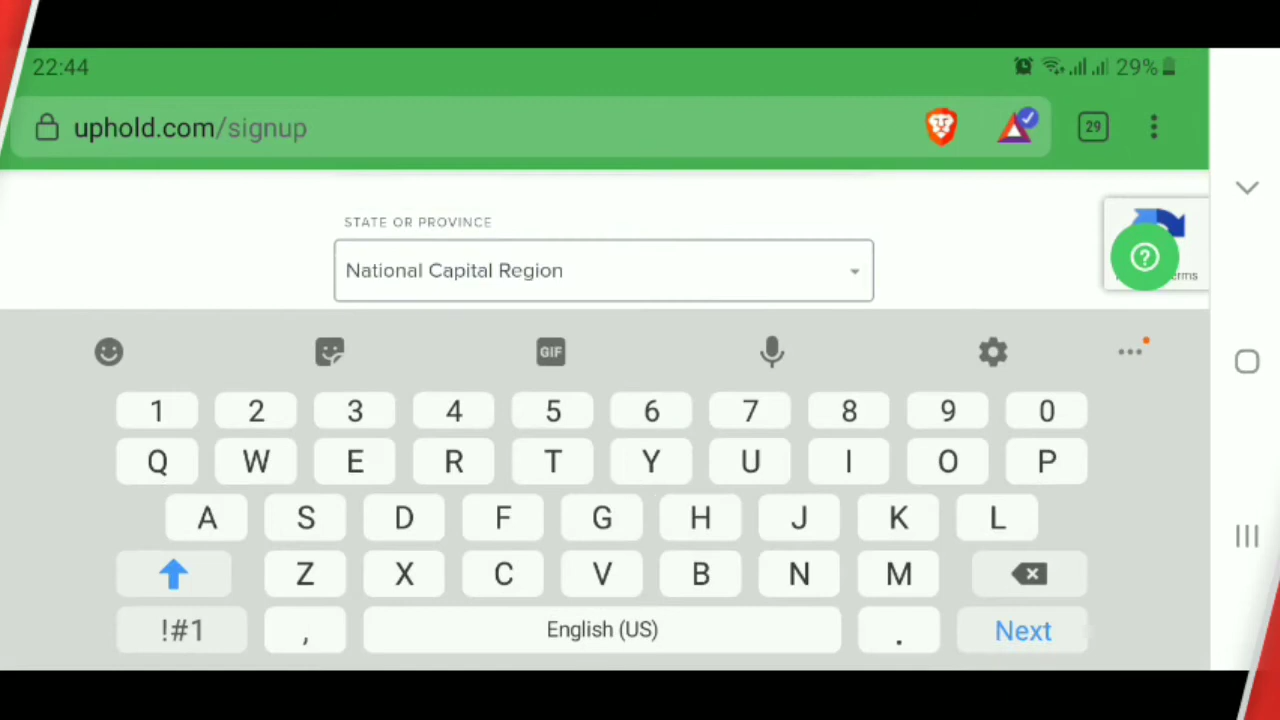 22:44
29%
uphold.com/signup
29
STATE OR PROVINCE
National Capital Region
GIF
1 2 3 4 5 6 7 8 9 0
Q W E R T Y U I O P
A S D F G H J K L
Z X C V B N M
!#1 , English (US) . Next